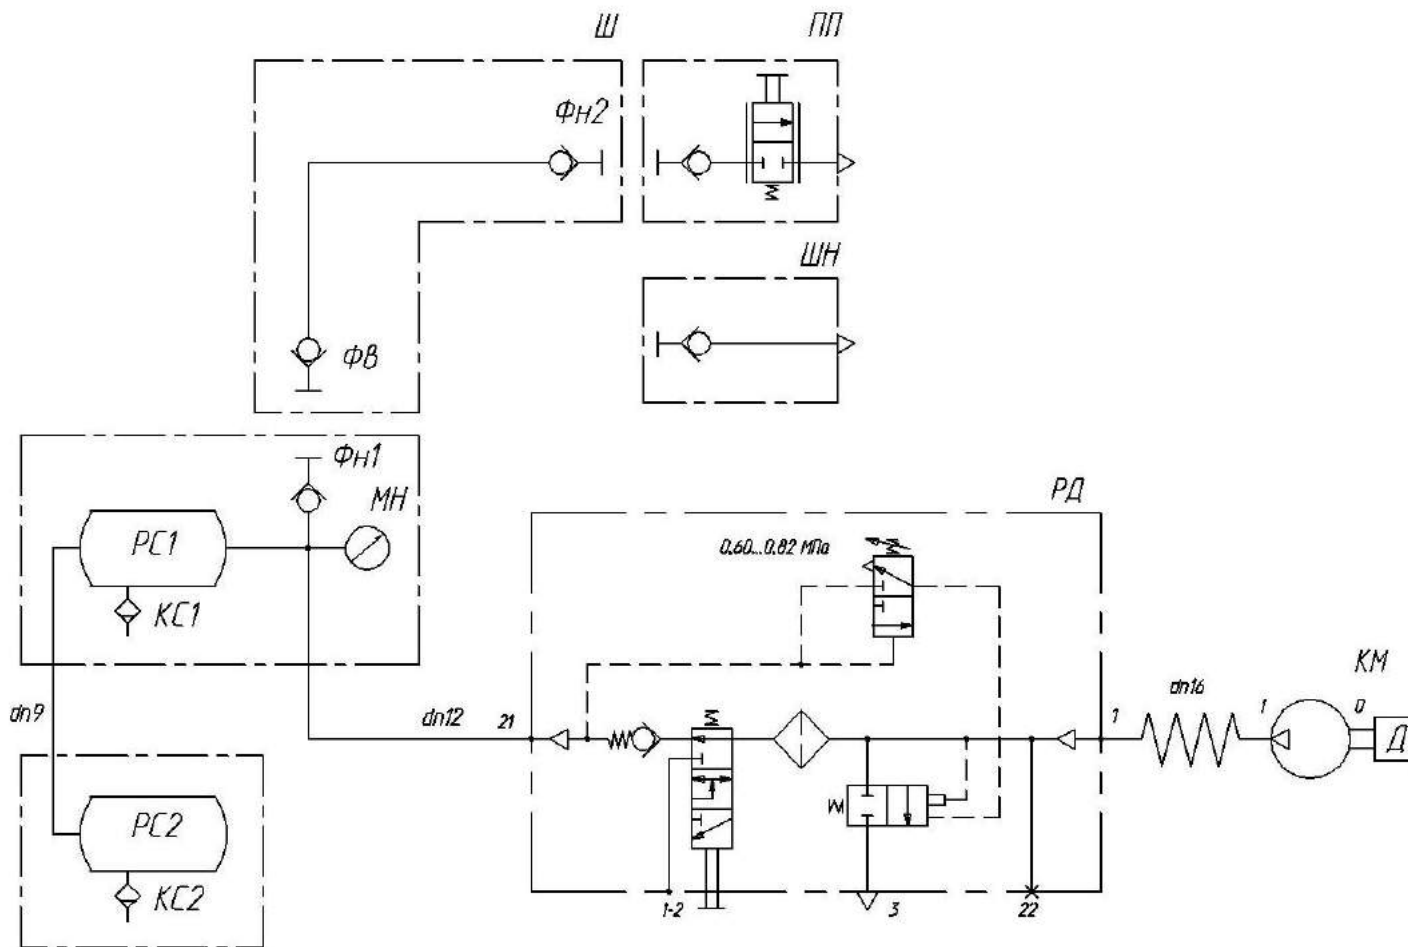 Ш
ПП
Фн2
ШН
ФВ
Фн1
МН
РД
РС1
0,60...0,82 МПа
КС1
КМ
dn16
dn9
dn12
21
1
1
0
Д
РС2
КС2
1-2
3
22